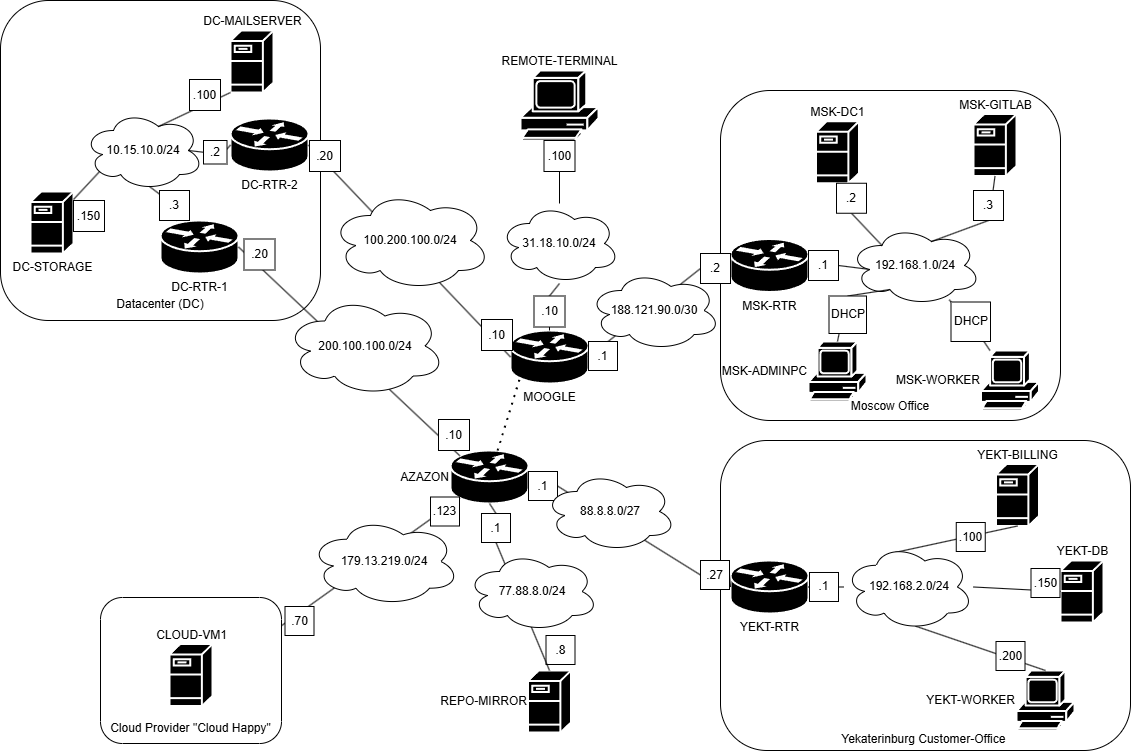 DC-MAILSERVER
.100
10.15.10.0/24
.2
DC-RTR-2
.20
.3
.150
DC-STORAGE
DC-RTR-1
.20
Datacenter (DC)
100.200.100.0/24
200.100.100.0/24
REMOTE-TERMINAL
.100
31.18.10.0/24
.10
.10
.1
MOOGLE
188.121.90.0/30
.2
MSK-RTR
.1
MSK-DC1
.2
MSK-GITLAB
.3
192.168.1.0/24
DHCP
DHCP
MSK-ADMINPC
MSK-WORKER
Moscow Office
.10
AZAZON
.1
.123
.1
88.8.8.0/27
179.13.219.0/24
77.88.8.0/24
.70
CLOUD-VM1
Cloud Provider "Cloud Happy"
.8
REPO-MIRROR
.27
YEKT-RTR
.1
192.168.2.0/24
YEKT-BILLING
.100
YEKT-DB
.150
.200
YEKT-WORKER
Yekaterinburg Customer-Office